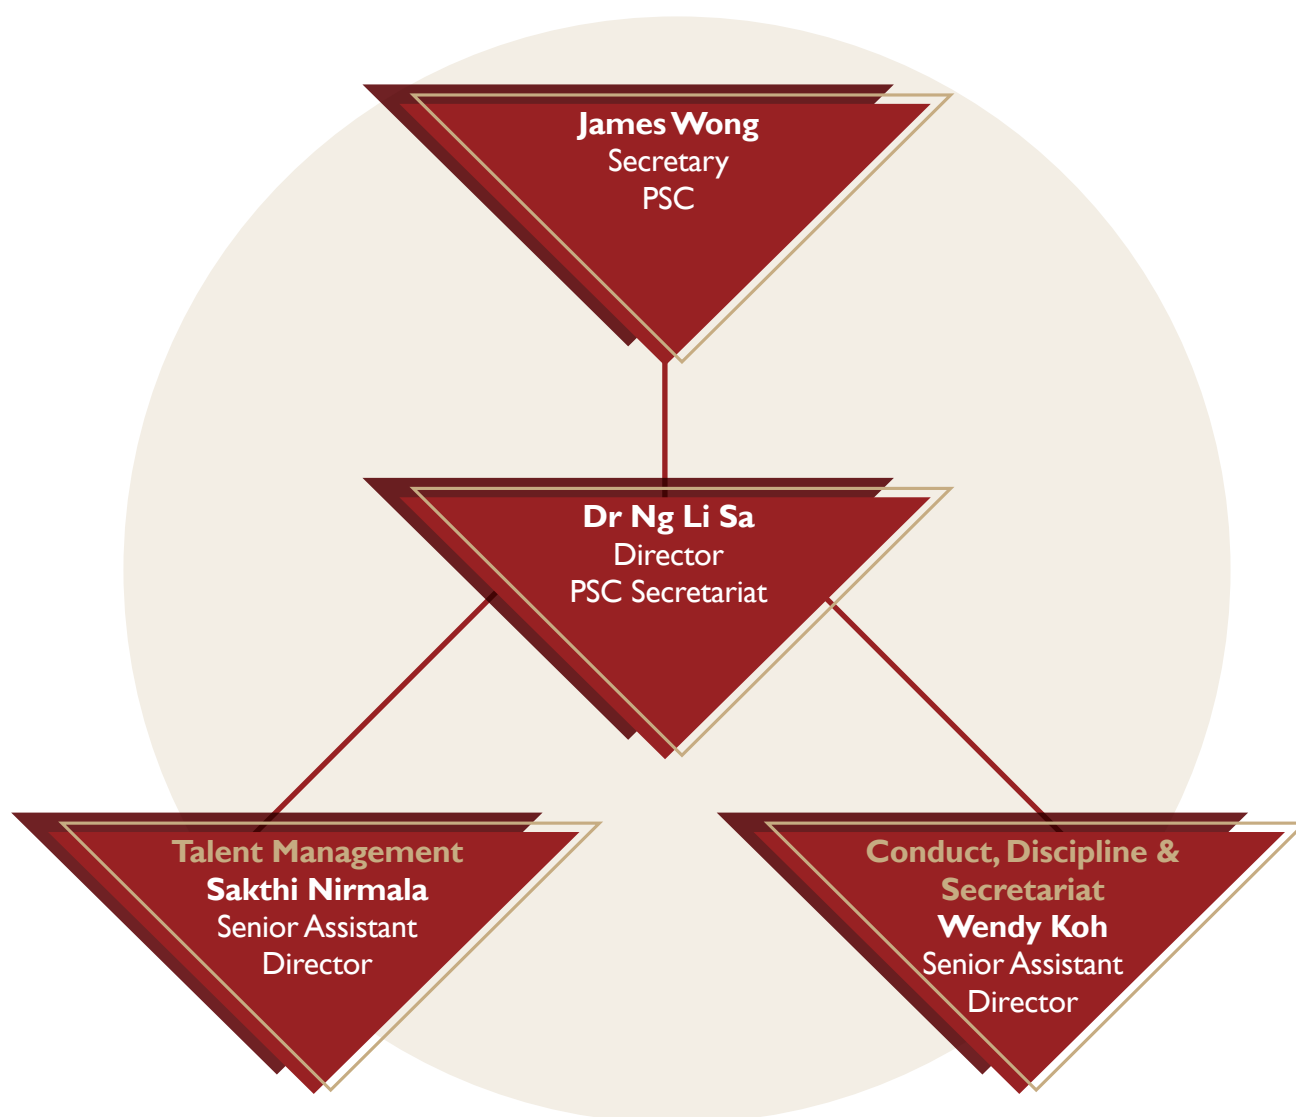 James Wong
Secretary
PSC
Dr Ng Li Sa
Director
PSC Secretariat
Talent Management
Sakthi Nirmala
Senior Assistant
Director
Conduct, Discipline &
Secretariat
Wendy Koh
Senior Assistant
Director